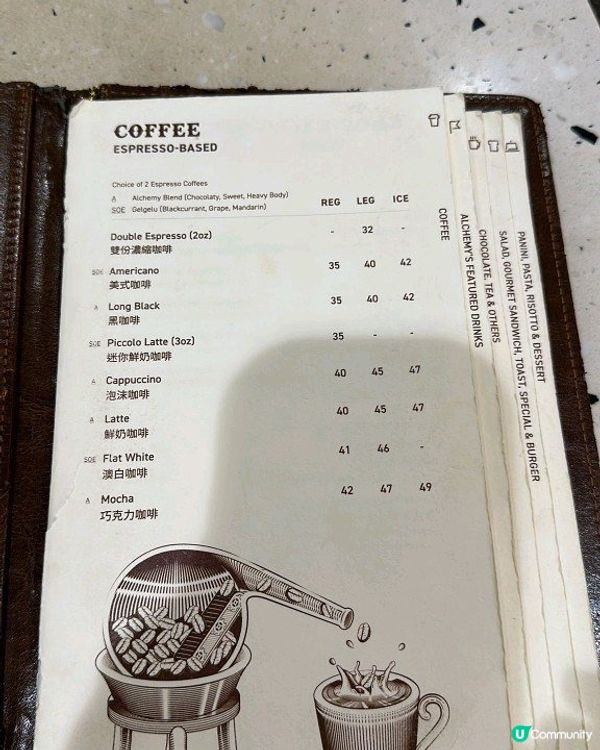 COFFEE
ESPRESSO-BASED
Choice of 2 Espresso Coffees
A Alchemy Blend (Chocolaty, Sweet, Heavy Body)
SOE Gelgelu (Blackcurrant, Grape, Mandarin)
REG LEG ICE
Double Espresso (2oz) - 32 -
雙份濃縮咖啡
SOE Americano 35 40 42
美式咖啡
A Long Black 35 40 42
黑咖啡
SOE Piccolo Latte (3oz) 35 - -
迷你鮮奶咖啡
A Cappuccino 40 45 47
泡沫咖啡
A Latte 40 45 47
鮮奶咖啡
SOE Flat White 41 46 -
澳白咖啡
A Mocha 42 47 49
巧克力咖啡
COFFEE
ALCHEMY'S FEATURED DRINKS
CHOCOLATE, TEA & OTHERS
SALAD, GOURMET SANDWICH, TOAST, SPECIAL & BURGER
PANINI, PASTA, RISOTTO & DESSERT
U Community